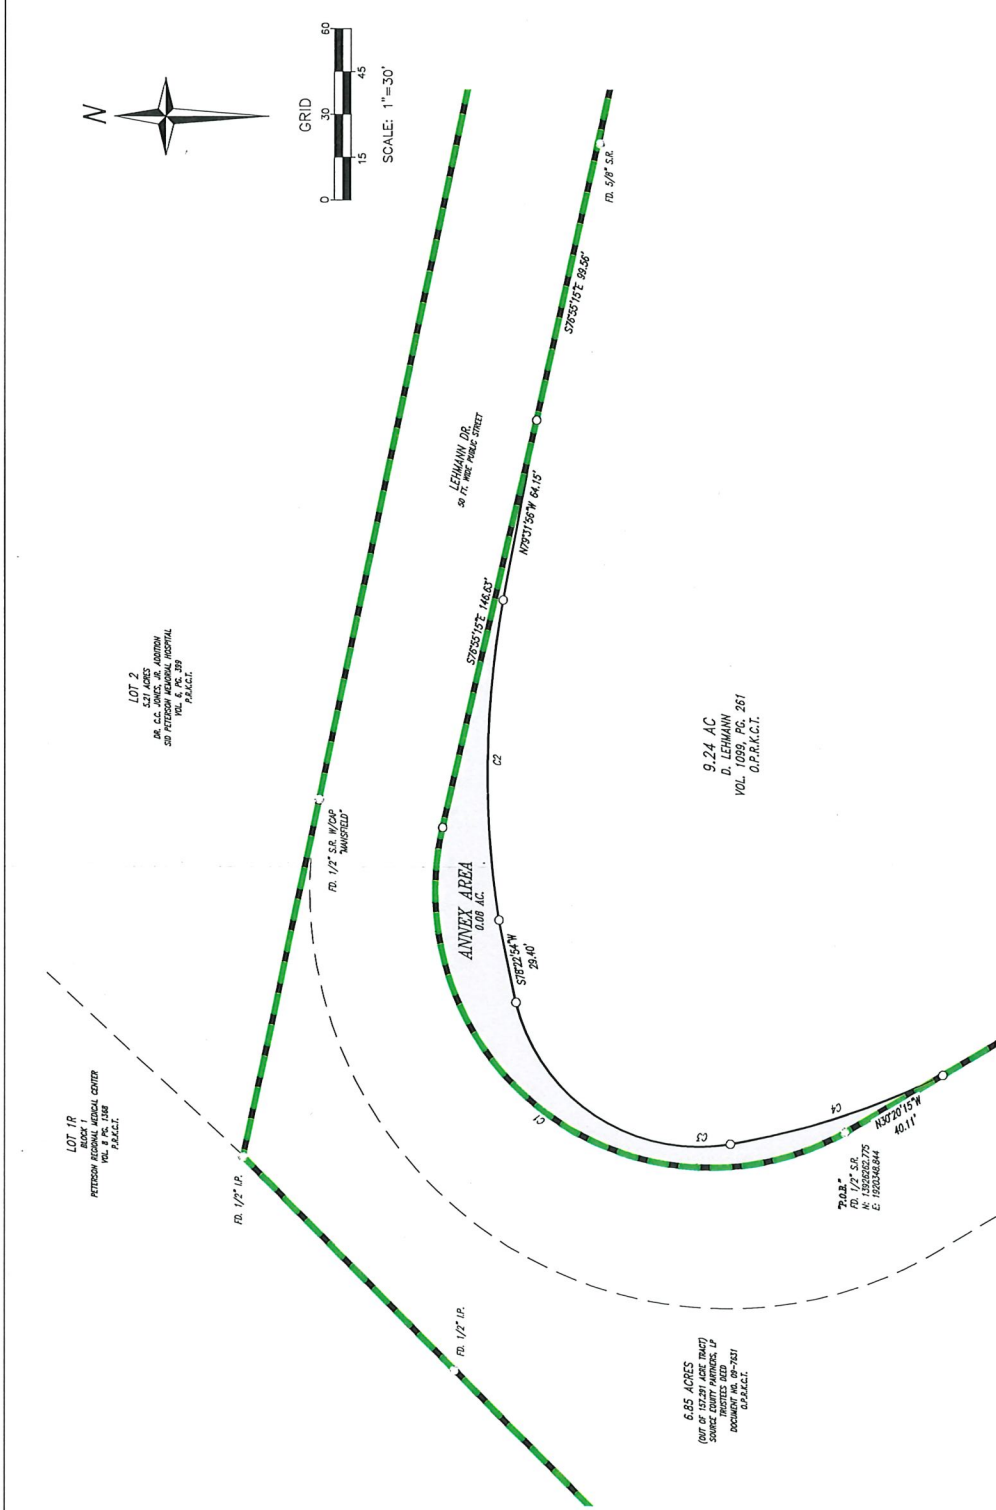 N
GRID
0
30
60
15
45
SCALE: 1"=30'
LOT 2
5.21 ACRES
DR. C.C. JONES, JR. ADDITION
SID PETERSON MEMORIAL HOSPITAL
VOL. 6, PG. 399
P.R.K.C.T.
LOT 1R
BLOCK 1
PETERSON REGIONAL MEDICAL CENTER
VOL. 8 PG. 1368
P.R.K.C.T.
LEHMANN DR.
50 FT. WIDE PUBLIC STREET
FD. 5/8" S.R.
S76°55'15"E 99.56'
N79°31'56"W 64.15'
S76°55'15"E 146.63'
FD. 1/2" S.R. W/CAP
"MANSFIELD"
FD. 1/2" I.P.
FD. 1/2" I.P.
ANNEX AREA
0.08 AC.
C2
S78°22'54"W
29.40'
C1
C3
C4
N30°20'15"W
40.11'
"P.O.B."
FD. 1/2" S.R.
N: 13926262.775
E: 1920348.844
9.24 AC
D. LEHMANN
VOL. 1099, PG. 261
O.P.R.K.C.T.
6.85 ACRES
(OUT OF 157.291 ACRE TRACT)
SOURCE EQUITY PARTNERS, LP
TRUSTEES DEED
DOCUMENT NO. 09-7631
O.P.R.K.C.T.